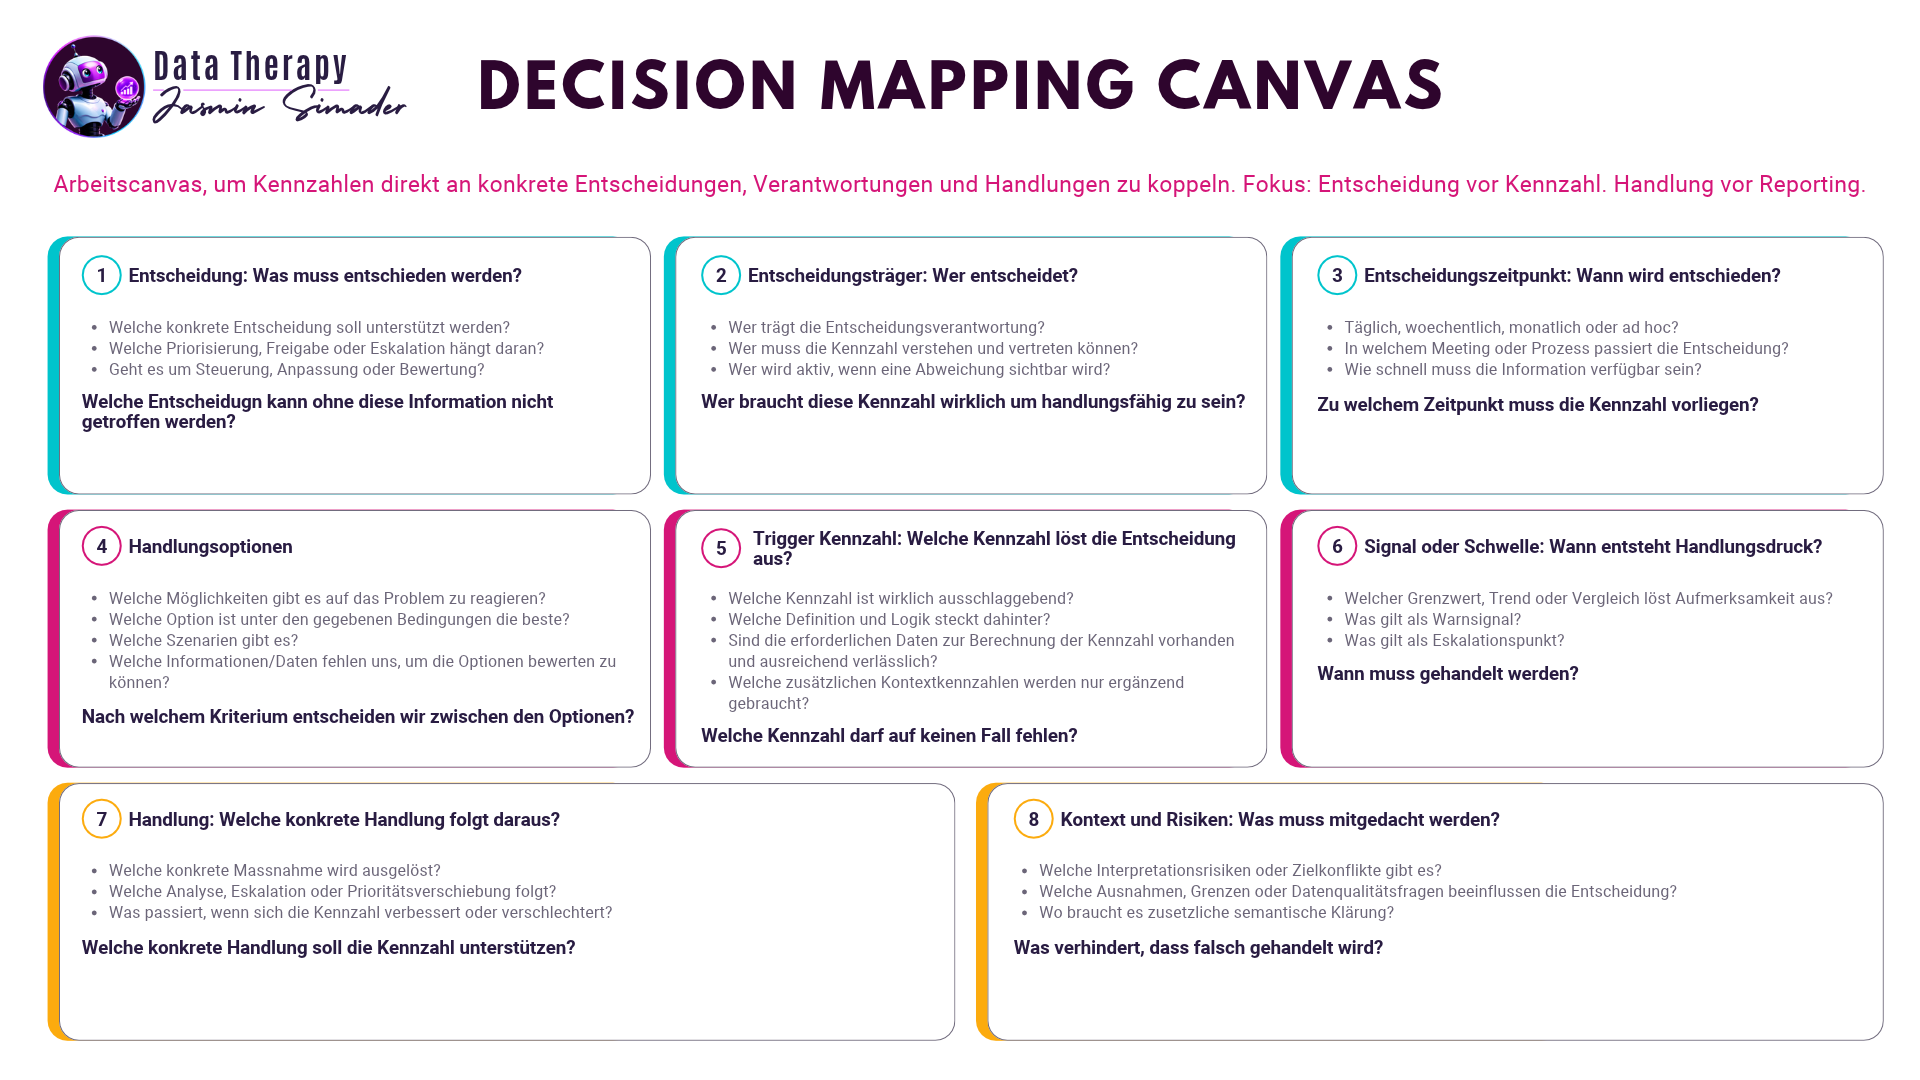 Data Therapy
Jasmin Simader
DECISION MAPPING CANVAS
Arbeitscanvas, um Kennzahlen direkt an konkrete Entscheidungen, Verantwortungen und Handlungen zu koppeln. Fokus: Entscheidung vor Kennzahl. Handlung vor Reporting.
1 Entscheidung: Was muss entschieden werden?
• Welche konkrete Entscheidung soll unterstützt werden?
• Welche Priorisierung, Freigabe oder Eskalation hängt daran?
• Geht es um Steuerung, Anpassung oder Bewertung?
Welche Entscheidugn kann ohne diese Information nicht
getroffen werden?
2 Entscheidungsträger: Wer entscheidet?
• Wer trägt die Entscheidungsverantwortung?
• Wer muss die Kennzahl verstehen und vertreten können?
• Wer wird aktiv, wenn eine Abweichung sichtbar wird?
Wer braucht diese Kennzahl wirklich um handlungsfähig zu sein?
3 Entscheidungszeitpunkt: Wann wird entschieden?
• Täglich, woechentlich, monatlich oder ad hoc?
• In welchem Meeting oder Prozess passiert die Entscheidung?
• Wie schnell muss die Information verfügbar sein?
Zu welchem Zeitpunkt muss die Kennzahl vorliegen?
4 Handlungsoptionen
• Welche Möglichkeiten gibt es auf das Problem zu reagieren?
• Welche Option ist unter den gegebenen Bedingungen die beste?
• Welche Szenarien gibt es?
• Welche Informationen/Daten fehlen uns, um die Optionen bewerten zu
können?
Nach welchem Kriterium entscheiden wir zwischen den Optionen?
5 Trigger Kennzahl: Welche Kennzahl löst die Entscheidung
aus?
• Welche Kennzahl ist wirklich ausschlaggebend?
• Welche Definition und Logik steckt dahinter?
• Sind die erforderlichen Daten zur Berechnung der Kennzahl vorhanden
und ausreichend verlässlich?
• Welche zusätzlichen Kontextkennzahlen werden nur ergänzend
gebraucht?
Welche Kennzahl darf auf keinen Fall fehlen?
6 Signal oder Schwelle: Wann entsteht Handlungsdruck?
• Welcher Grenzwert, Trend oder Vergleich löst Aufmerksamkeit aus?
• Was gilt als Warnsignal?
• Was gilt als Eskalationspunkt?
Wann muss gehandelt werden?
7 Handlung: Welche konkrete Handlung folgt daraus?
• Welche konkrete Massnahme wird ausgelöst?
• Welche Analyse, Eskalation oder Prioritätsverschiebung folgt?
• Was passiert, wenn sich die Kennzahl verbessert oder verschlechtert?
Welche konkrete Handlung soll die Kennzahl unterstützen?
8 Kontext und Risiken: Was muss mitgedacht werden?
• Welche Interpretationsrisiken oder Zielkonflikte gibt es?
• Welche Ausnahmen, Grenzen oder Datenqualitätsfragen beeinflussen die Entscheidung?
• Wo braucht es zusetzliche semantische Klärung?
Was verhindert, dass falsch gehandelt wird?